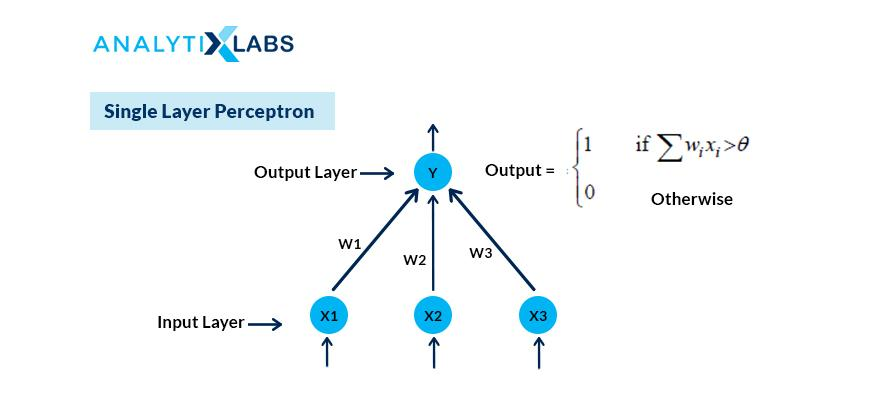 ANALYTIXLABS
Single Layer Perceptron
Output Layer
Y
Output =
1 if ∑wᵢxᵢ>θ
0
Otherwise
W1
W2
W3
Input Layer
X1
X2
X3